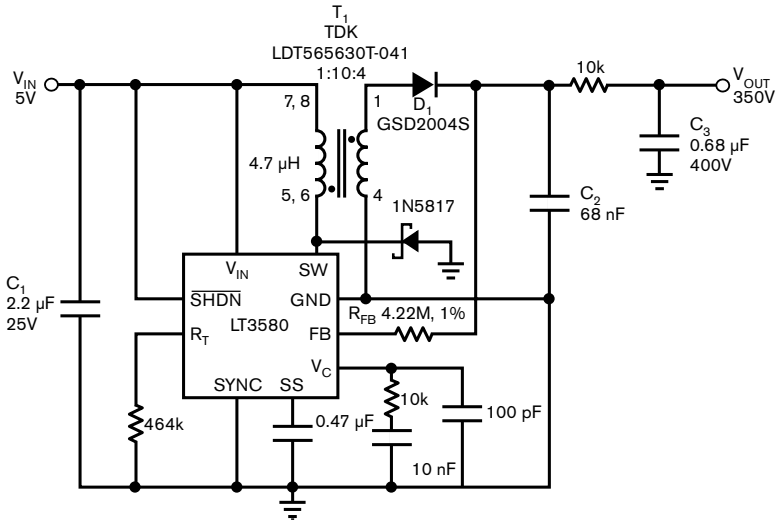 T1
TDK
LDT565630T-041
1:10:4
VIN
5V
7, 8
1
D1
GSD2004S
10k
VOUT
350V
C3
0.68 µF
400V
4.7 µH
5, 6
4
1N5817
C2
68 nF
C1
2.2 µF
25V
VIN
SW
SHDN
GND
RFB 4.22M, 1%
RT
LT3580
FB
VC
SYNC
SS
464k
0.47 µF
10k
100 pF
10 nF